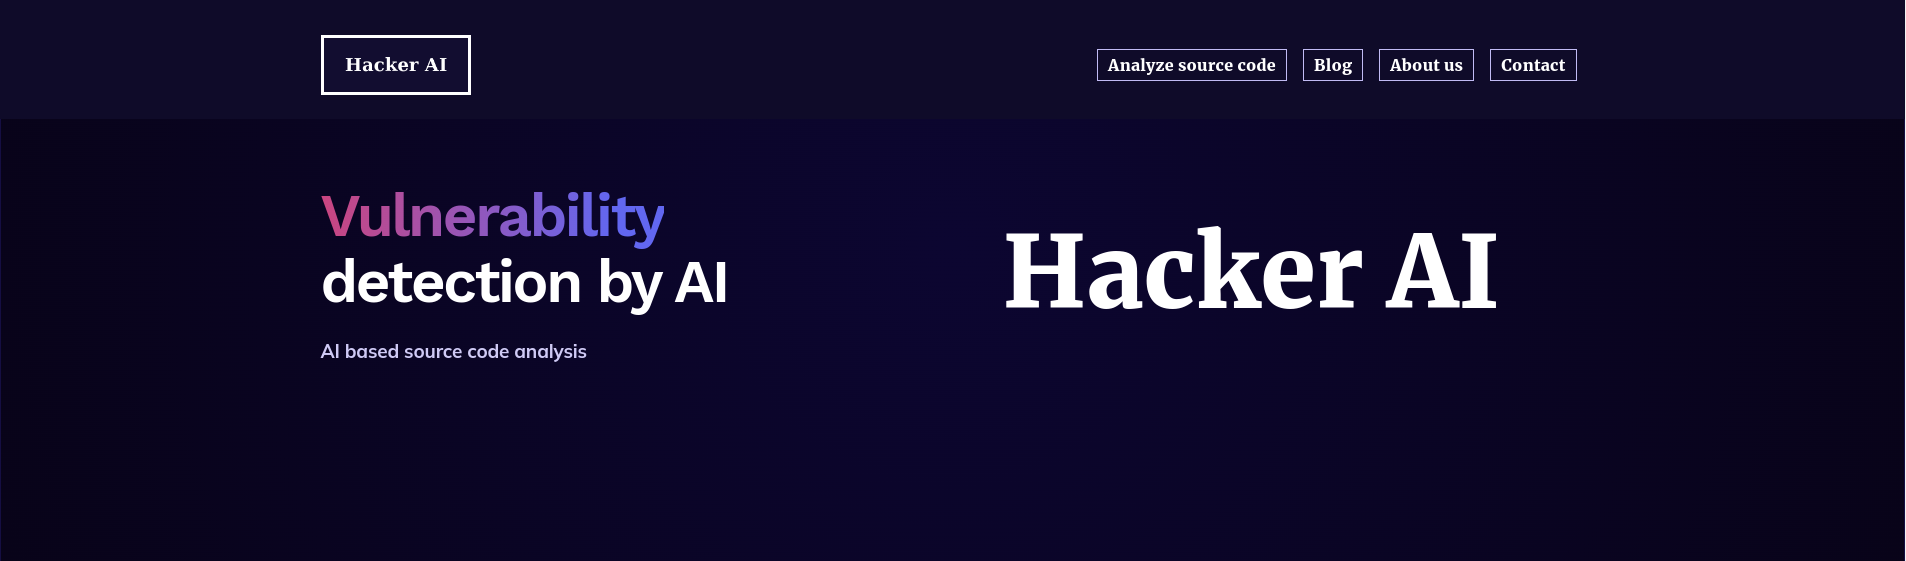 Hacker AI
Analyze source code
Blog
About us
Contact
Vulnerability
detection by AI
AI based source code analysis
Hacker AI